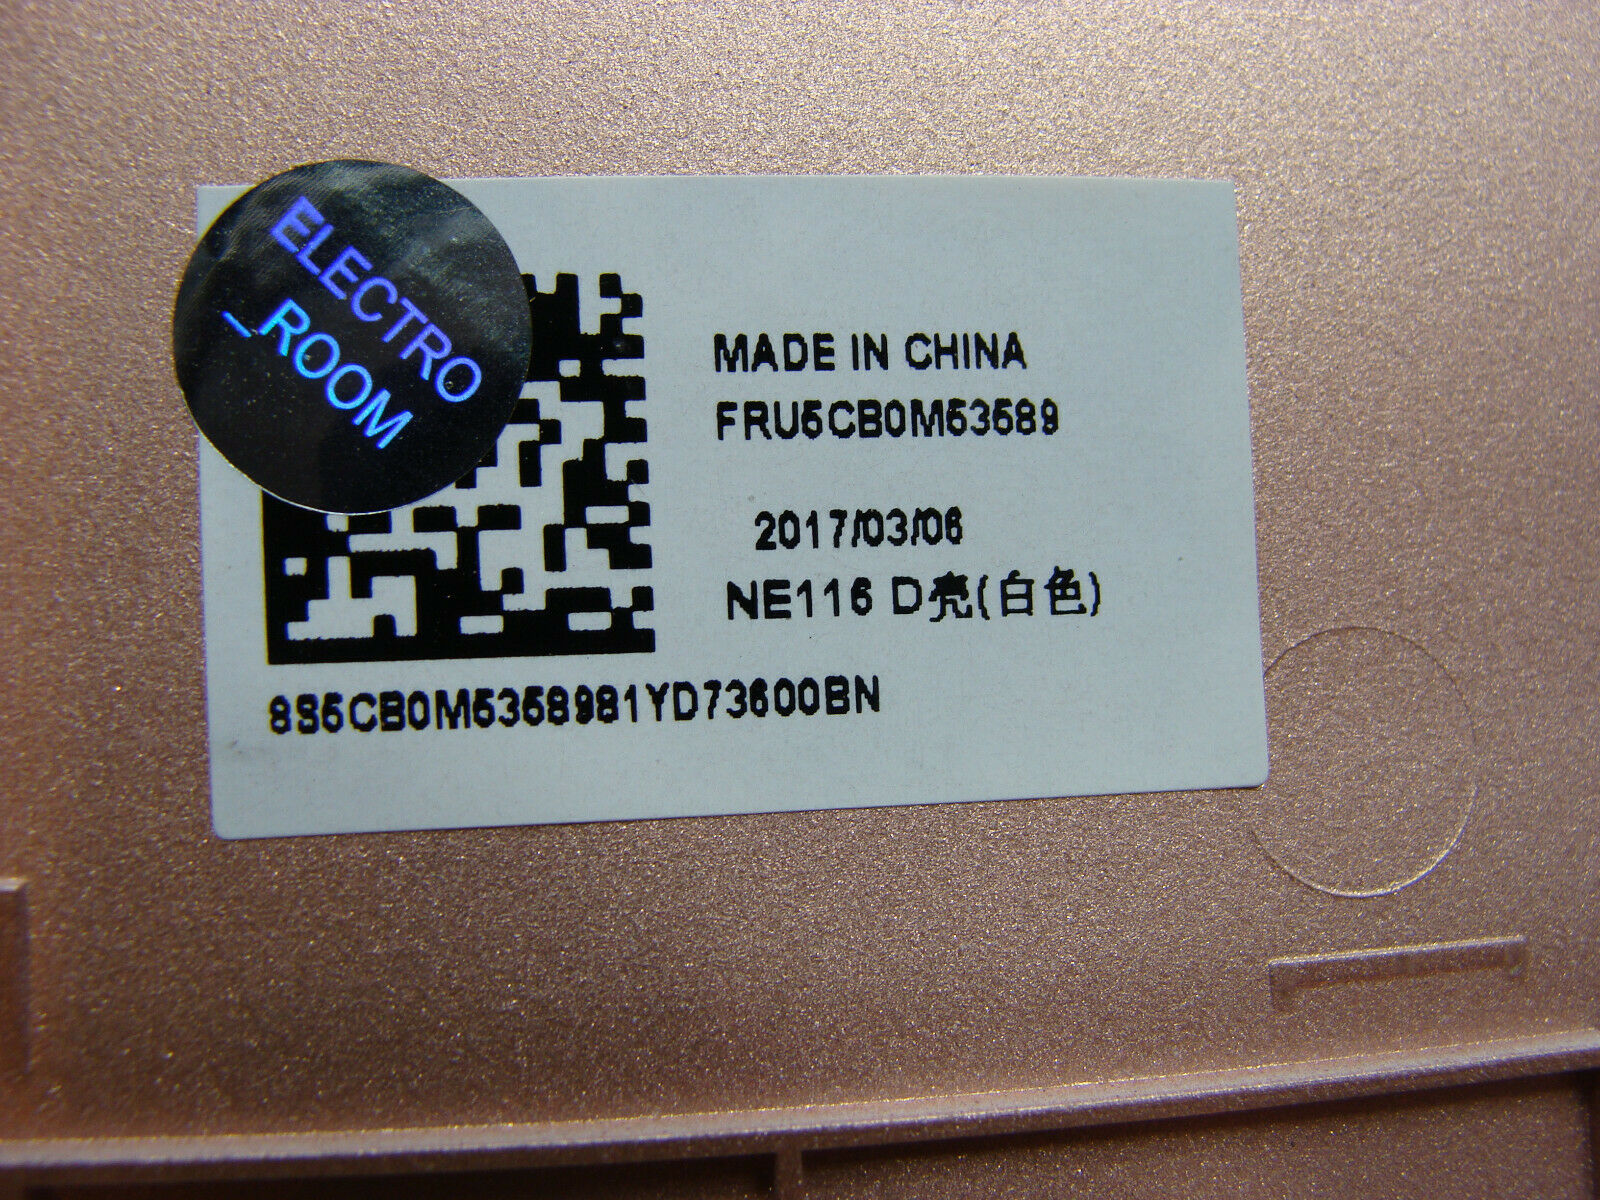 ELECTRO
_ROOM
MADE IN CHINA
FRU5CB0M53589
2017/03/06
NE116 D壳(白色)
8S5CB0M5358981YD73600BN